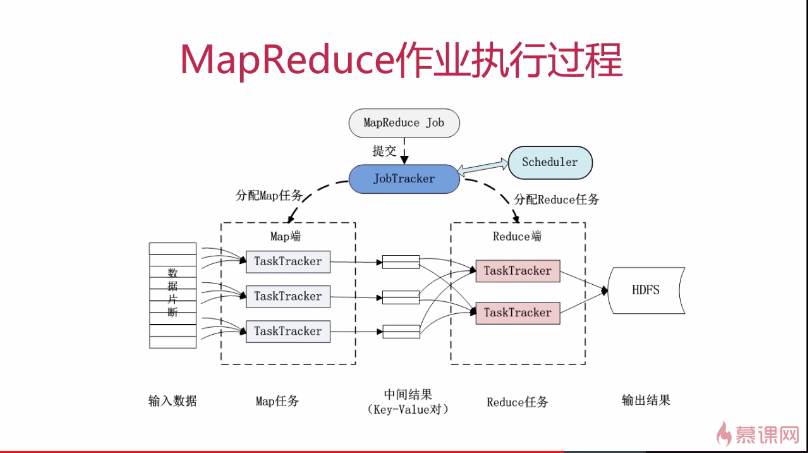 MapReduce作业执行过程
MapReduce Job
提交
Scheduler
JobTracker
分配Map任务
分配Reduce任务
Map端
Reduce端
数据片断
TaskTracker
TaskTracker
TaskTracker
TaskTracker
TaskTracker
HDFS
输入数据
Map任务
中间结果
（Key-Value对）
Reduce任务
输出结果
慕课网